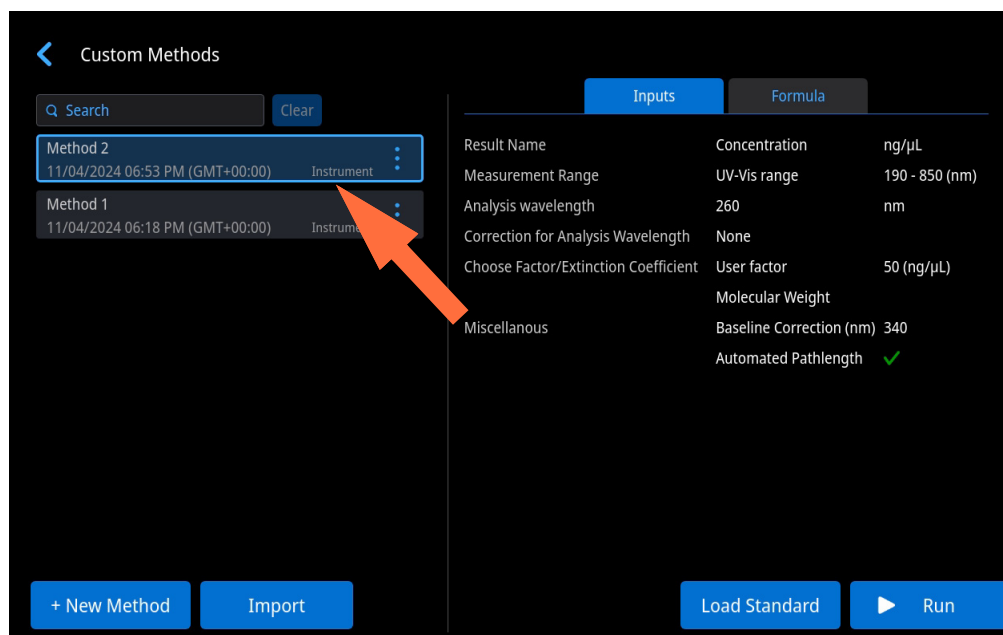 Custom Methods
Search
Clear
Method 2
11/04/2024 06:53 PM (GMT+00:00) Instrument
Method 1
11/04/2024 06:18 PM (GMT+00:00)
Inputs Formula
Result Name Concentration ng/µL
Measurement Range UV-Vis range 190 - 850 (nm)
Analysis wavelength 260 nm
Correction for Analysis Wavelength None
Choose Factor/Extinction Coefficient User factor 50 (ng/µL)
Molecular Weight
Miscellanous Baseline Correction (nm) 340
Automated Pathlength
+ New Method
Import
Load Standard
Run